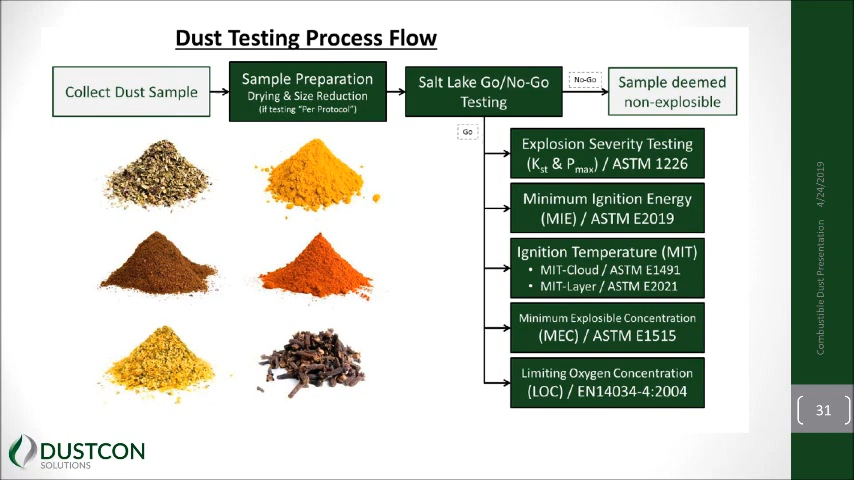 Dust Testing Process Flow
Collect Dust Sample
Sample Preparation
Drying & Size Reduction
(if testing "Per Protocol")
Salt Lake Go/No-Go
Testing
No-Go
Sample deemed
non-explosible
Go
Explosion Severity Testing
(Kst & Pmax) / ASTM 1226
Minimum Ignition Energy
(MIE) / ASTM E2019
Ignition Temperature (MIT)
• MIT-Cloud / ASTM E1491
• MIT-Layer / ASTM E2021
Minimum Explosible Concentration
(MEC) / ASTM E1515
Limiting Oxygen Concentration
(LOC) / EN14034-4:2004
Combustible Dust Presentation 4/24/2019
31
DUSTCON
SOLUTIONS